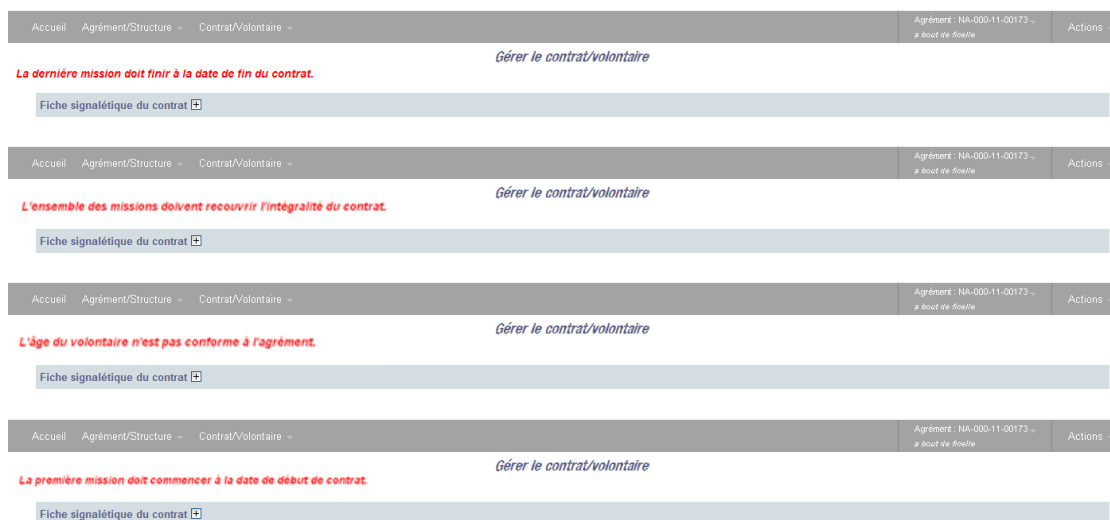 Accueil Agrément/Structure Contrat/Volontaire Agrément : NA-000-11-00173 Actions
a bout de ficelle
Gérer le contrat/volontaire
La dernière mission doit finir à la date de fin du contrat.
Fiche signalétique du contrat
Accueil Agrément/Structure Contrat/Volontaire Agrément : NA-000-11-00173 Actions
a bout de ficelle
Gérer le contrat/volontaire
L'ensemble des missions doivent recouvrir l'intégralité du contrat.
Fiche signalétique du contrat
Accueil Agrément/Structure Contrat/Volontaire Agrément : NA-000-11-00173 Actions
a bout de ficelle
Gérer le contrat/volontaire
L'âge du volontaire n'est pas conforme à l'agrément.
Fiche signalétique du contrat
Accueil Agrément/Structure Contrat/Volontaire Agrément : NA-000-11-00173 Actions
a bout de ficelle
Gérer le contrat/volontaire
La première mission doit commencer à la date de début de contrat.
Fiche signalétique du contrat